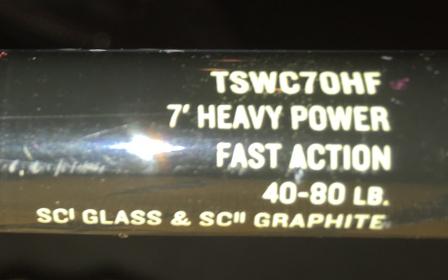 TSWC70HF
7' HEAVY POWER
FAST ACTION
40-80 LB.
SCI GLASS & SCII GRAPHITE